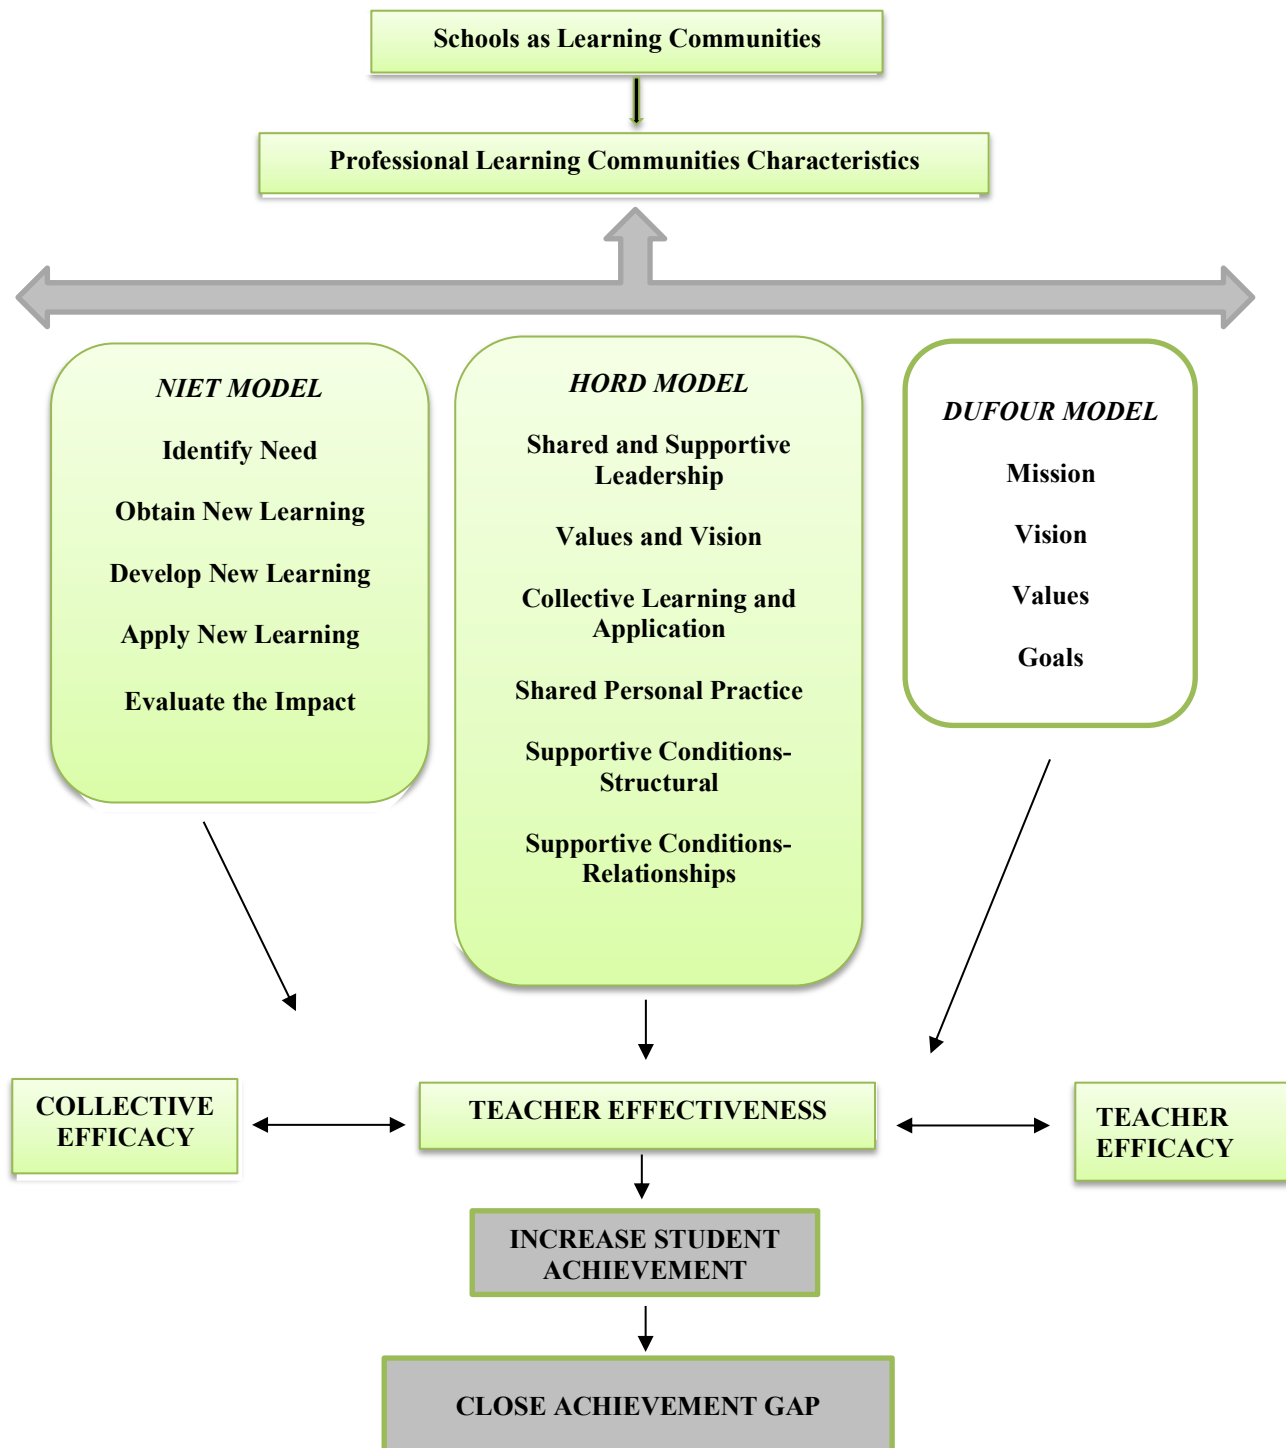 Schools as Learning Communities
Professional Learning Communities Characteristics
NIET MODEL
Identify Need
Obtain New Learning
Develop New Learning
Apply New Learning
Evaluate the Impact
HORD MODEL
Shared and Supportive
Leadership
Values and Vision
Collective Learning and
Application
Shared Personal Practice
Supportive Conditions-
Structural
Supportive Conditions-
Relationships
DUFOUR MODEL
Mission
Vision
Values
Goals
COLLECTIVE
EFFICACY
TEACHER EFFECTIVENESS
TEACHER
EFFICACY
INCREASE STUDENT
ACHIEVEMENT
CLOSE ACHIEVEMENT GAP